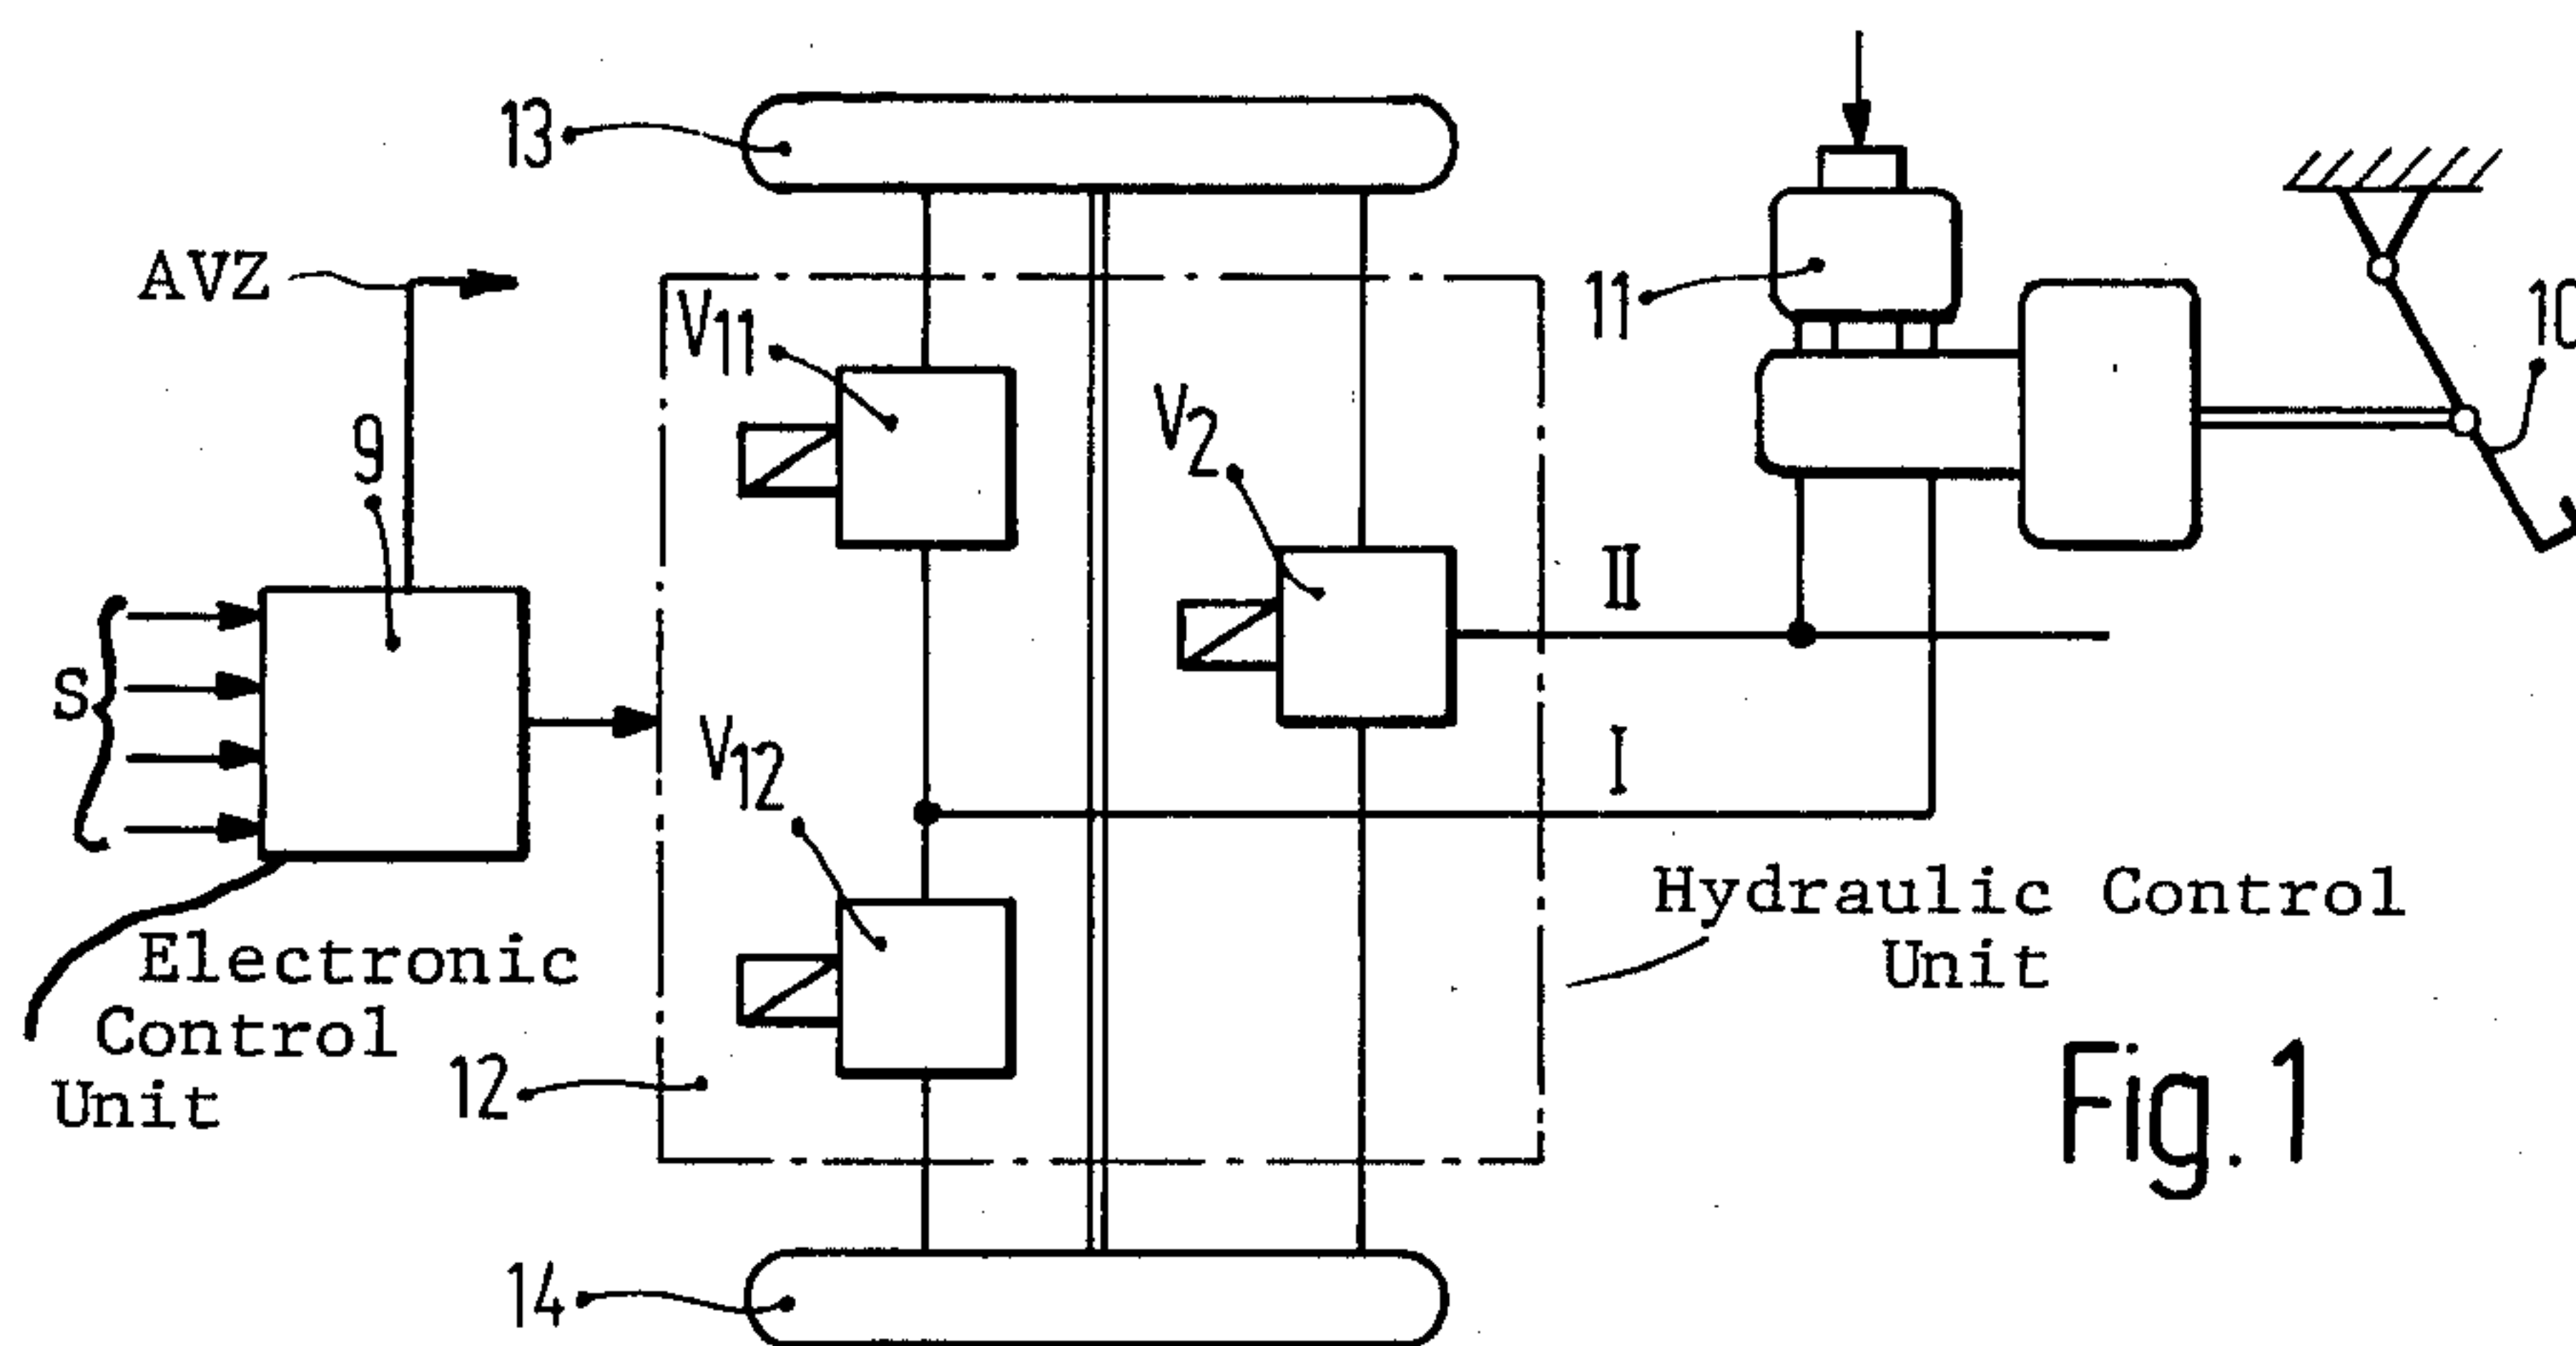 13
AVZ
V11
11
10
9
V2
II
S
V12
I
Hydraulic Control
Unit
Electronic
Control
Unit
12
14
Fig. 1